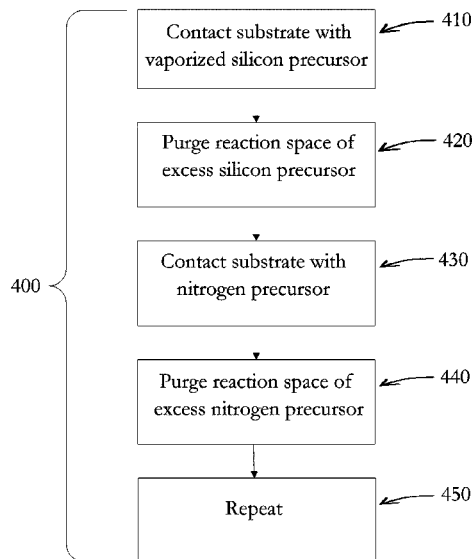 410
Contact substrate with
vaporized silicon precursor
420
Purge reaction space of
excess silicon precursor
430
Contact substrate with
nitrogen precursor
400
440
Purge reaction space of
excess nitrogen precursor
450
Repeat